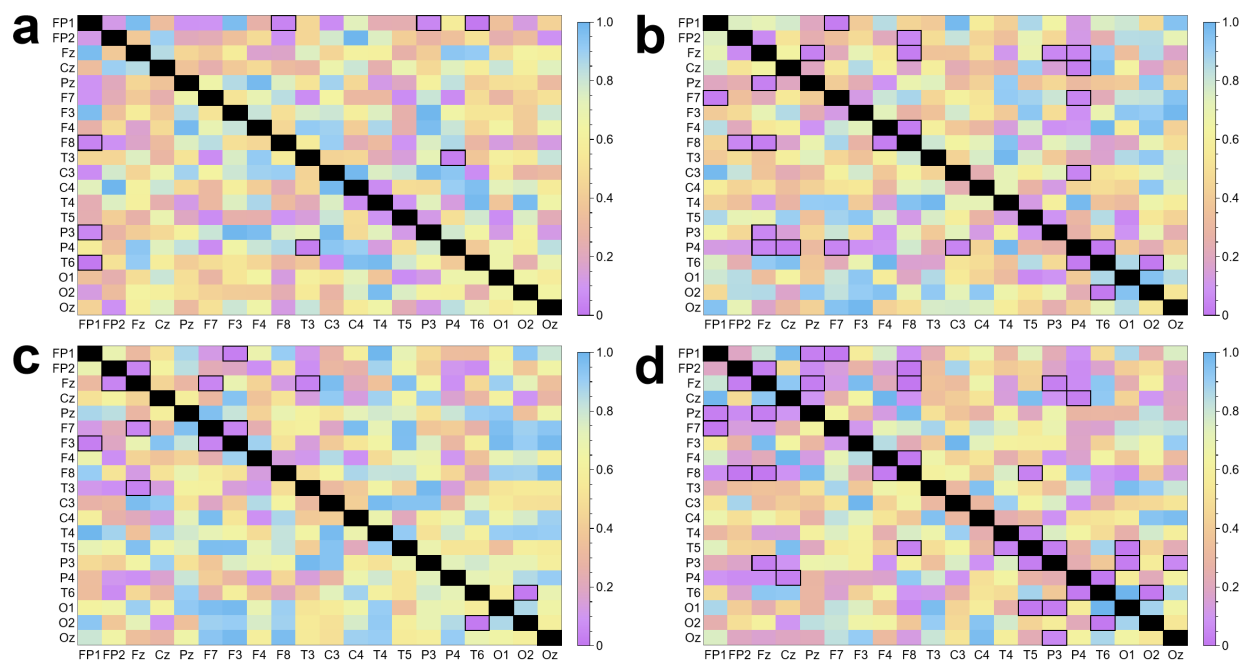 a
FP1
FP2
Fz
Cz
Pz
F7
F3
F4
F8
T3
C3
C4
T4
T5
P3
P4
T6
O1
O2
Oz
FP1 FP2 Fz Cz Pz F7 F3 F4 F8 T3 C3 C4 T4 T5 P3 P4 T6 O1 O2 Oz
1.0
0.8
0.6
0.4
0.2
0
b
FP1
FP2
Fz
Cz
Pz
F7
F3
F4
F8
T3
C3
C4
T4
T5
P3
P4
T6
O1
O2
Oz
FP1 FP2 Fz Cz Pz F7 F3 F4 F8 T3 C3 C4 T4 T5 P3 P4 T6 O1 O2 Oz
1.0
0.8
0.6
0.4
0.2
0
c
FP1
FP2
Fz
Cz
Pz
F7
F3
F4
F8
T3
C3
C4
T4
T5
P3
P4
T6
O1
O2
Oz
FP1 FP2 Fz Cz Pz F7 F3 F4 F8 T3 C3 C4 T4 T5 P3 P4 T6 O1 O2 Oz
1.0
0.8
0.6
0.4
0.2
0
d
FP1
FP2
Fz
Cz
Pz
F7
F3
F4
F8
T3
C3
C4
T4
T5
P3
P4
T6
O1
O2
Oz
FP1 FP2 Fz Cz Pz F7 F3 F4 F8 T3 C3 C4 T4 T5 P3 P4 T6 O1 O2 Oz
1.0
0.8
0.6
0.4
0.2
0